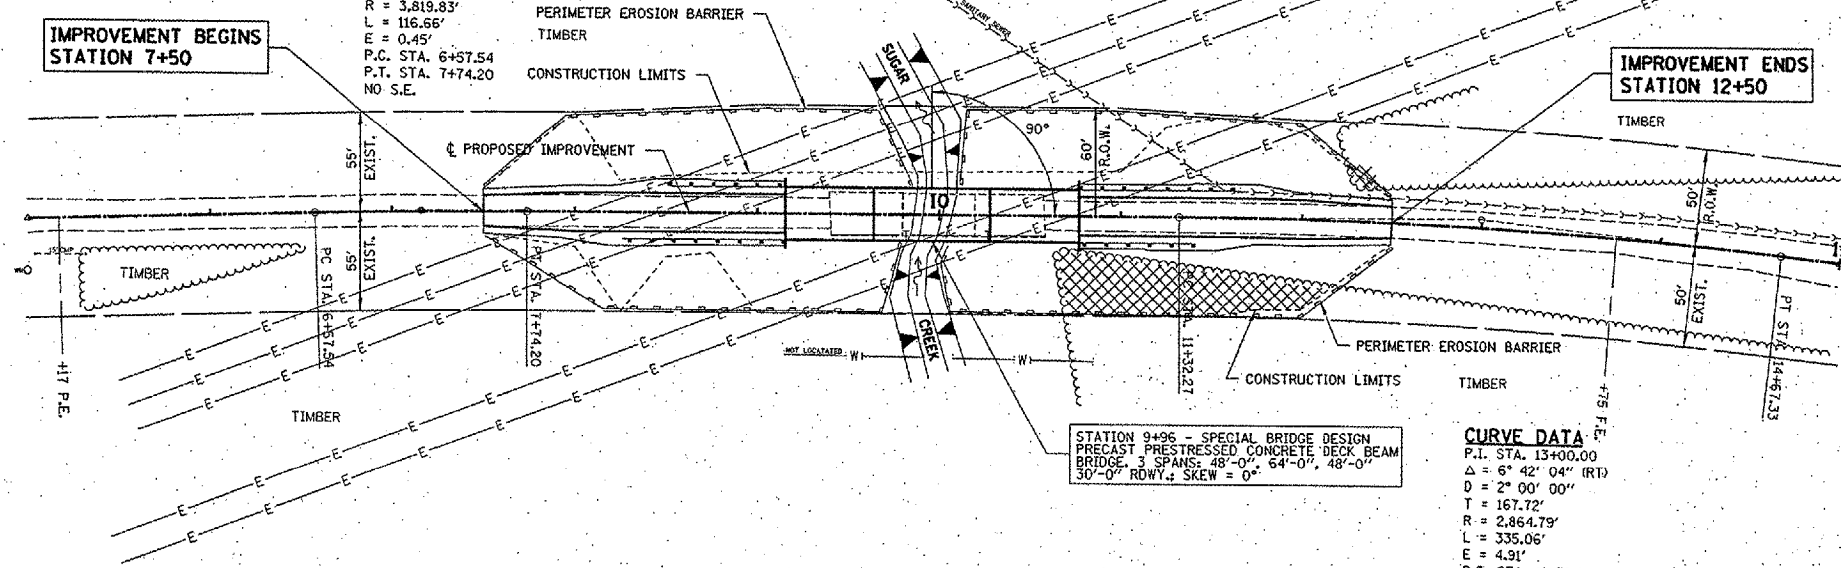 R = 3,819.83'
L = 116.66'
E = 0.45'
P.C. STA. 6+57.54
P.T. STA. 7+74.20
NO S.E.
IMPROVEMENT BEGINS
STATION 7+50
PERIMETER EROSION BARRIER
TIMBER
CONSTRUCTION LIMITS
SANITARY SEWER
SUGAR
IMPROVEMENT ENDS
STATION 12+50
TIMBER
55'
EXIST.
℄ PROPOSED IMPROVEMENT
90°
60'
R.O.W.
50'
R.O.W.
10
TIMBER
55'
EXIST.
PC STA. 6+57.54
PT STA. 7+74.20
+17 P.E.
TIMBER
CREEK
NOT LOCATATED
W
W
11+32.27
50'
EXIST.
PERIMETER EROSION BARRIER
CONSTRUCTION LIMITS
TIMBER
+75 F.E.
PT STA. 14+67.33
STATION 9+96 - SPECIAL BRIDGE DESIGN
PRECAST PRESTRESSED CONCRETE DECK BEAM
BRIDGE. 3 SPANS: 48'-0", 64'-0", 48'-0"
30'-0" RDWY.; SKEW = 0°
CURVE DATA
P.I. STA. 13+00.00
Δ = 6° 42' 04" (RT)
D = 2° 00' 00"
T = 167.72'
R = 2,864.79'
L = 335.06'
E = 4.91'